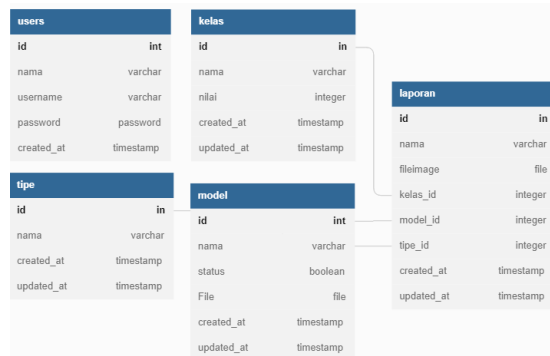 users
id int
nama varchar
username varchar
password password
created_at timestamp
kelas
id in
nama varchar
nilai integer
created_at timestamp
updated_at timestamp
laporan
id in
nama varchar
fileimage file
kelas_id integer
model_id integer
tipe_id integer
created_at timestamp
updated_at timestamp
tipe
id in
nama varchar
created_at timestamp
updated_at timestamp
model
id int
nama varchar
status boolean
File file
created_at timestamp
updated_at timestamp